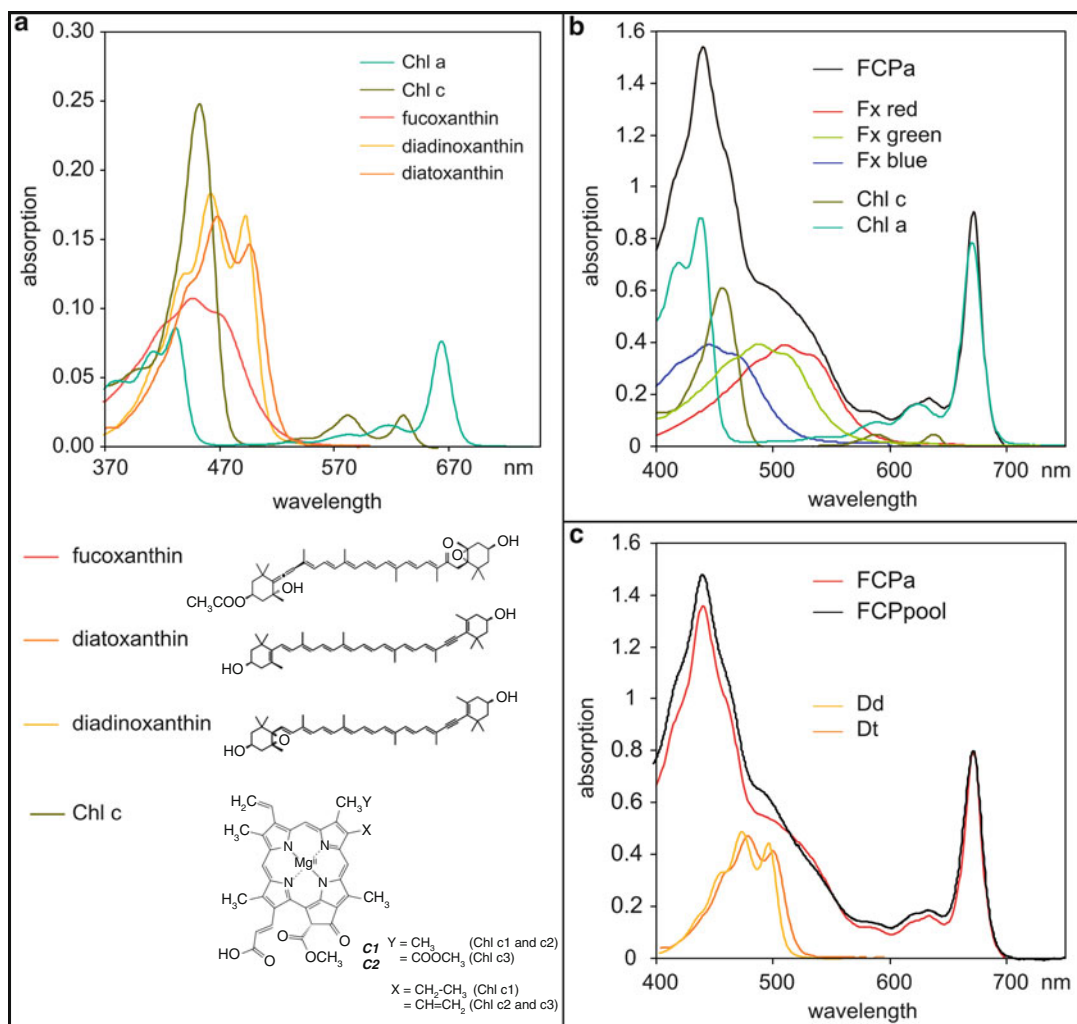 a
0.30
0.25
0.20
0.15
0.10
0.05
0.00
absorption
370 470 570 670 nm
wavelength
Chl a
Chl c
fucoxanthin
diadinoxanthin
diatoxanthin
fucoxanthin
OH
O
O
OH
CH₃COO
diatoxanthin
OH
HO
diadinoxanthin
OH
HO
O
Chl c
H₂C
CH₃Y
H₃C
X
N N
Mg
N N
H₃C
CH₃
HO
O
O
O
OCH₃
C1
C2
Y = CH₃ (Chl c1 and c2)
= COOCH₃ (Chl c3)
X = CH₂-CH₃ (Chl c1)
= CH=CH₂ (Chl c2 and c3)
b
1.6
1.4
1.2
1
0.8
0.6
0.4
0.2
0
absorption
400 500 600 700 nm
wavelength
FCPa
Fx red
Fx green
Fx blue
Chl c
Chl a
c
1.6
1.4
1.2
1
0.8
0.6
0.4
0.2
0
absorption
400 500 600 700 nm
wavelength
FCPa
FCPpool
Dd
Dt